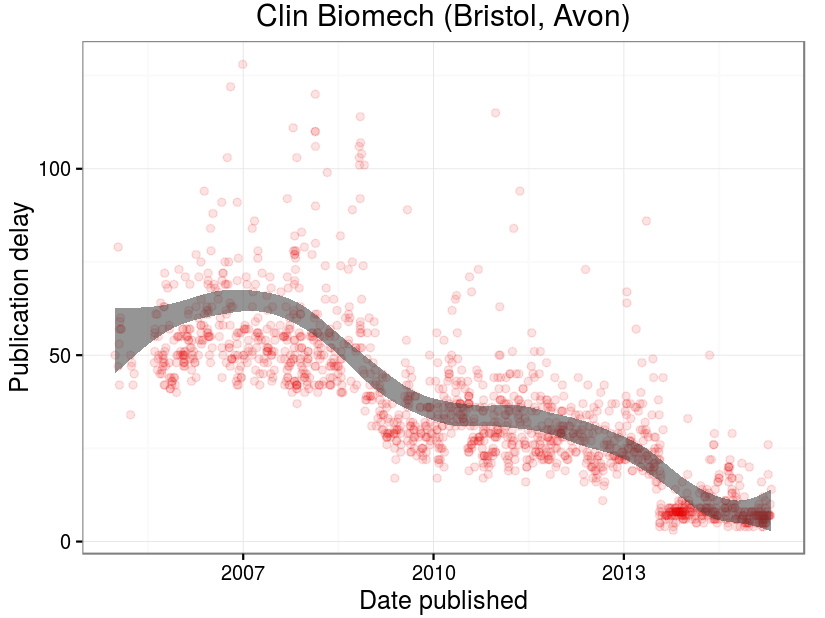 Clin Biomech (Bristol, Avon)
Publication delay
100
50
0
2007
2010
2013
Date published